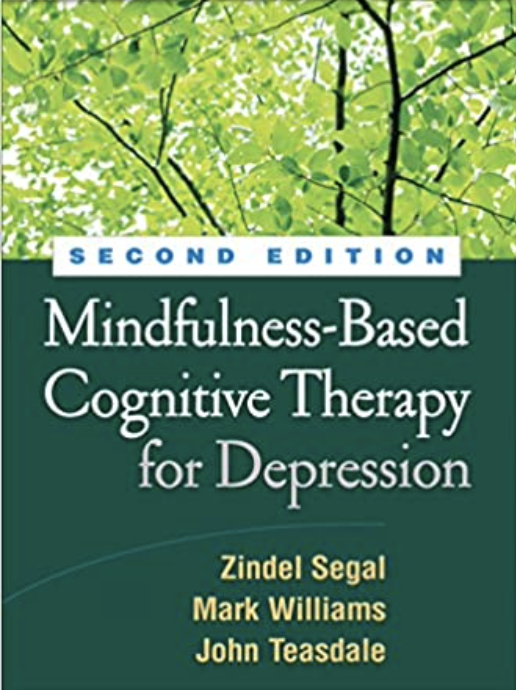 SECOND EDITION
Mindfulness-Based
Cognitive Therapy
for Depression
Zindel Segal
Mark Williams
John Teasdale